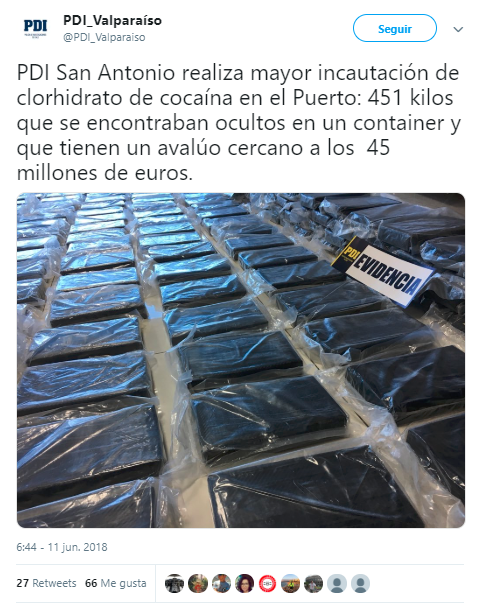 PDI
PDI_Valparaíso
@PDI_Valparaiso
Seguir
PDI San Antonio realiza mayor incautación de
clorhidrato de cocaína en el Puerto: 451 kilos
que se encontraban ocultos en un container y
que tienen un avalúo cercano a los  45
millones de euros.
PDI
EVIDENCIA
6:44 - 11 jun. 2018
27 Retweets 66 Me gusta